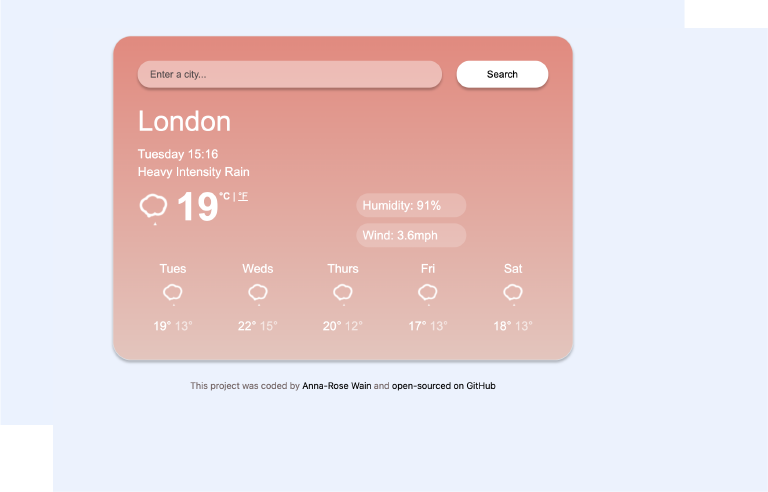 Enter a city...
Search
London
Tuesday 15:16
Heavy Intensity Rain
19 °C | °F
Humidity: 91%
Wind: 3.6mph
Tues Weds Thurs Fri Sat
19° 13° 22° 15° 20° 12° 17° 13° 18° 13°
This project was coded by Anna-Rose Wain and open-sourced on GitHub